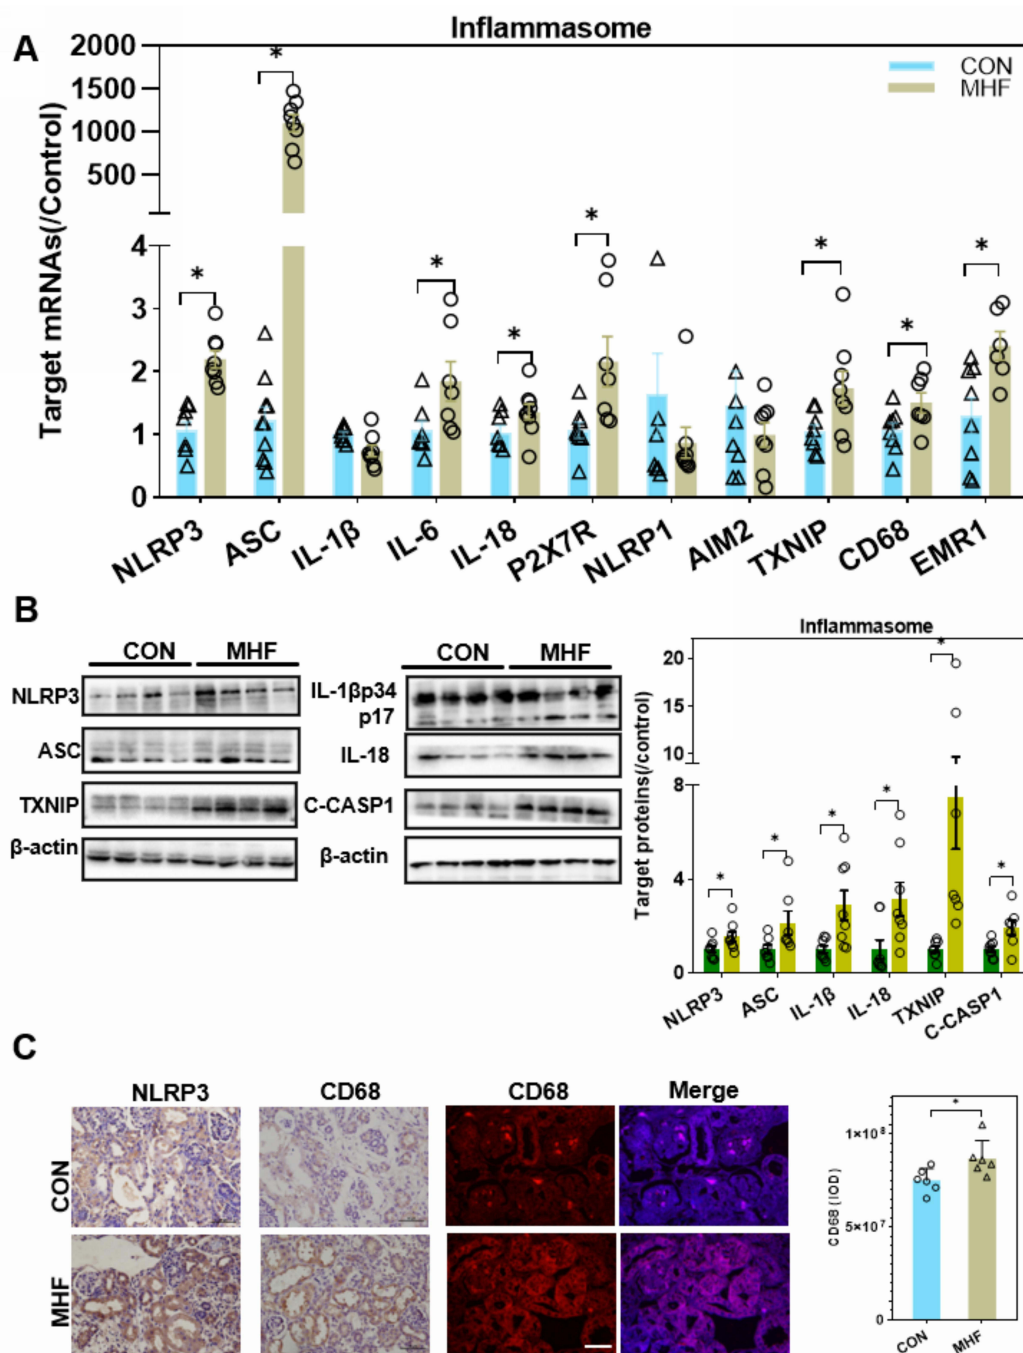 A
Inflammasome
Target mRNAs(/Control)
2000
1500
1000
500
4
3
2
1
0
CON
MHF
*
*
*
*
*
*
*
*
NLRP3
ASC
IL-1β
IL-6
IL-18
P2X7R
NLRP1
AIM2
TXNIP
CD68
EMR1
B
CON MHF
NLRP3
ASC
TXNIP
β-actin
CON MHF
IL-1βp34
p17
IL-18
C-CASP1
β-actin
Inflammasome
Target proteins(/control)
20
15
10
8
4
0
*
*
*
*
*
*
NLRP3
ASC
IL-1β
IL-18
TXNIP
C-CASP1
C
NLRP3 CD68 CD68 Merge
CON
MHF
CD68 (IOD)
1×10⁸
5×10⁷
0
*
CON
MHF